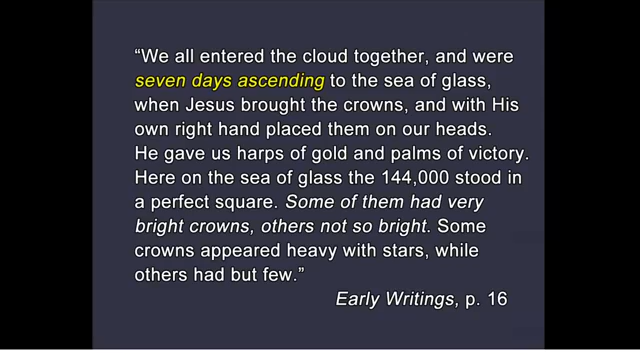 “We all entered the cloud together, and were
seven days ascending to the sea of glass,
when Jesus brought the crowns, and with His
own right hand placed them on our heads.
He gave us harps of gold and palms of victory.
Here on the sea of glass the 144,000 stood in
a perfect square. Some of them had very
bright crowns, others not so bright. Some
crowns appeared heavy with stars, while
others had but few.”
Early Writings, p. 16